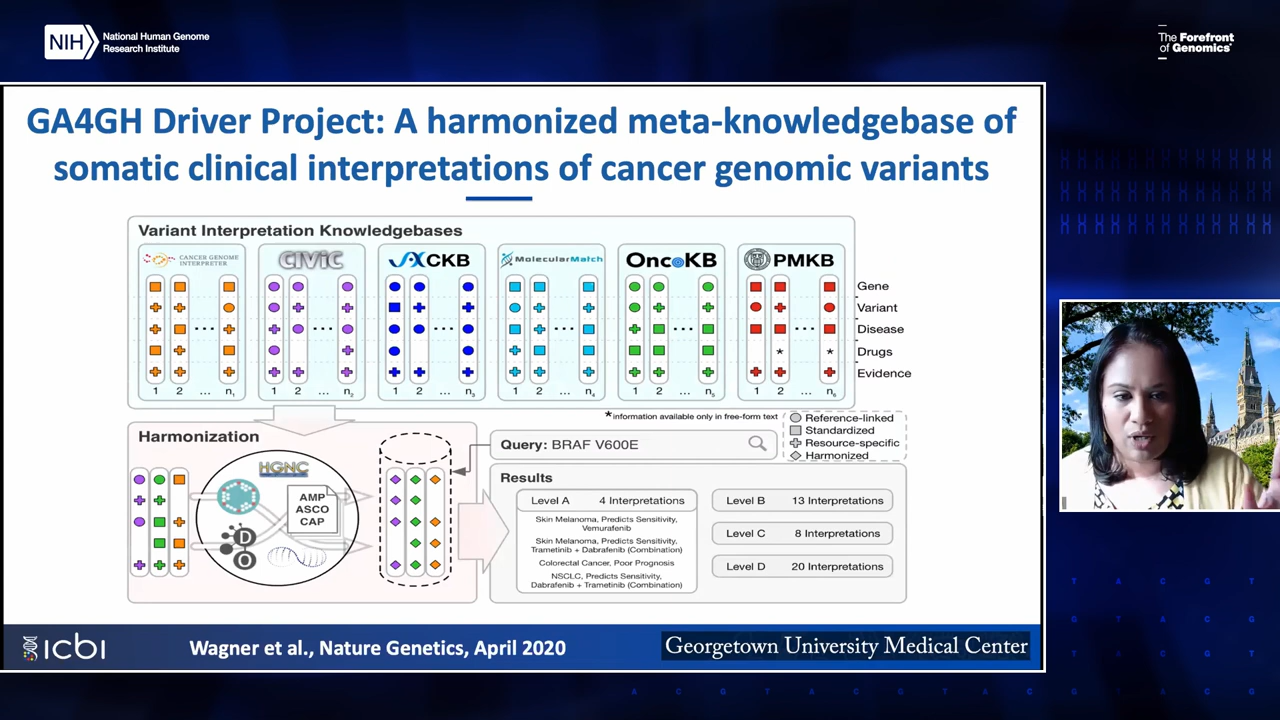 NIH
National Human Genome
Research Institute
The Forefront
of Genomics®
GA4GH Driver Project: A harmonized meta-knowledgebase of
somatic clinical interpretations of cancer genomic variants
Variant Interpretation Knowledgebases
CANCER GENOME
INTERPRETER
CIViC
JAX CKB
MolecularMatch
OncoKB
PMKB
Gene
Variant
Disease
Drugs
Evidence
* *
... ... ... ... ... ...
1 2 ... n1
1 2 ... n2
1 2 ... n3
1 2 ... n4
1 2 ... n5
1 2 ... n6
*information available only in free-form text
Reference-linked
Standardized
Resource-specific
Harmonized
Harmonization
HGNC
AMP
ASCO
CAP
DO
Query: BRAF V600E
Results
Level A 4 Interpretations
Skin Melanoma, Predicts Sensitivity,
Vemurafenib
Skin Melanoma, Predicts Sensitivity,
Trametinib + Dabrafenib (Combination)
Colorectal Cancer, Poor Prognosis
NSCLC, Predicts Sensitivity,
Dabrafenib + Trametinib (Combination)
Level B 13 Interpretations
Level C 8 Interpretations
Level D 20 Interpretations
icbi
Wagner et al., Nature Genetics, April 2020
Georgetown University Medical Center
T A C G T
T A C G T
T A C G T
A C G T A C G T A C G T